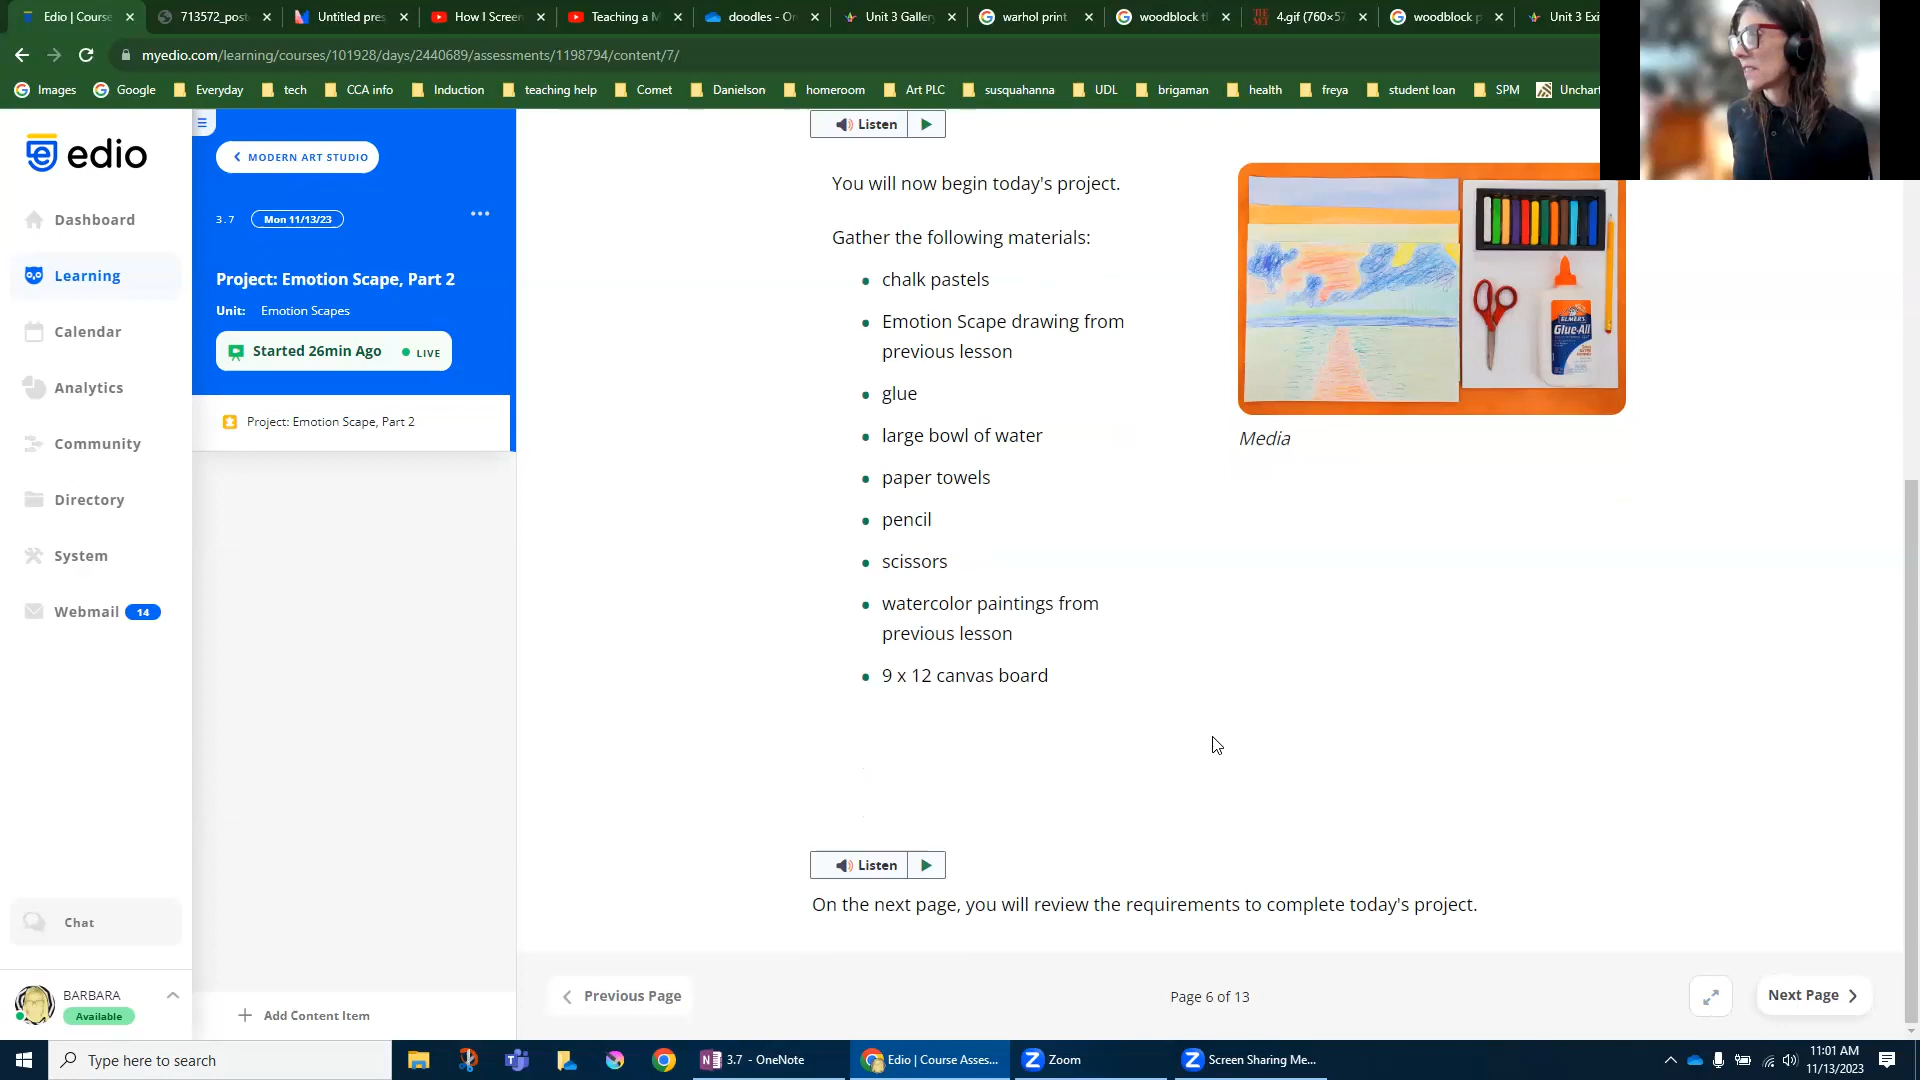 Edio | Course
713572_post
Untitled pres
How I Screen
Teaching a M
doodles - On
Unit 3 Gallery
warhol print
woodblock th
4.gif (760×57
woodblock p
Unit 3 Exi
myedio.com/learning/courses/101928/days/2440689/assessments/1198794/content/7/
Images
Google
Everyday
tech
CCA info
Induction
teaching help
Comet
Danielson
homeroom
Art PLC
susquahanna
UDL
brigaman
health
freya
student loan
SPM
Unchart
edio
Dashboard
Learning
Calendar
Analytics
Community
Directory
System
Webmail 14
Chat
BARBARA
Available
MODERN ART STUDIO
3.7 Mon 11/13/23
Project: Emotion Scape, Part 2
Unit: Emotion Scapes
Started 26min Ago LIVE
Project: Emotion Scape, Part 2
Add Content Item
Listen
You will now begin today's project.
Gather the following materials:
chalk pastels
Emotion Scape drawing from
previous lesson
glue
large bowl of water
paper towels
pencil
scissors
watercolor paintings from
previous lesson
9 x 12 canvas board
ELMER'S
Glue-All
Media
Listen
On the next page, you will review the requirements to complete today's project.
Previous Page
Page 6 of 13
Next Page
Type here to search
3.7 - OneNote
Edio | Course Asses...
Zoom
Screen Sharing Me...
11:01 AM
11/13/2023